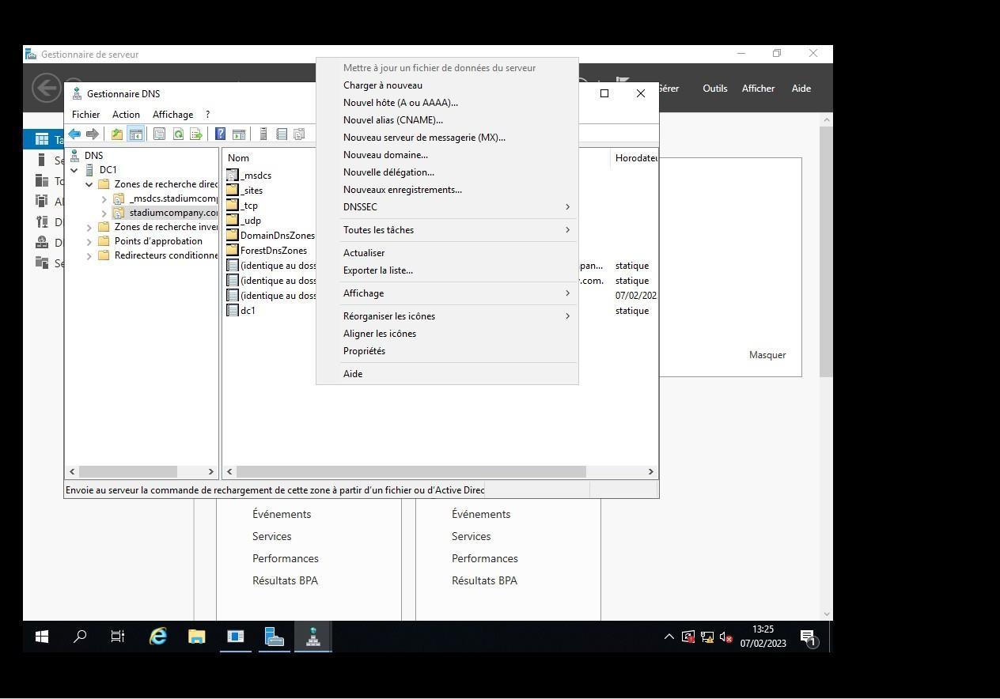 Gestionnaire de serveur
Gérer Outils Afficher Aide
Gestionnaire DNS
Fichier Action Affichage ?
DNS
DC1
Zones de recherche direc
_msdcs.stadiumcomp
stadiumcompany.co
Zones de recherche inve
Points d'approbation
Redirecteurs conditionne
Nom
Horodate
_msdcs
_sites
_tcp
_udp
DomainDnsZones
ForestDnsZones
(identique au doss
pan... statique
(identique au doss
.com. statique
(identique au doss
07/02/202
dc1
statique
Mettre à jour un fichier de données du serveur
Charger à nouveau
Nouvel hôte (A ou AAAA)...
Nouvel alias (CNAME)...
Nouveau serveur de messagerie (MX)...
Nouveau domaine...
Nouvelle délégation...
Nouveaux enregistrements...
DNSSEC
Toutes les tâches
Actualiser
Exporter la liste...
Affichage
Réorganiser les icônes
Aligner les icônes
Propriétés
Aide
Envoie au serveur la commande de rechargement de cette zone à partir d'un fichier ou d'Active Direc
Masquer
Événements
Services
Performances
Résultats BPA
Événements
Services
Performances
Résultats BPA
13:25
07/02/2023
1